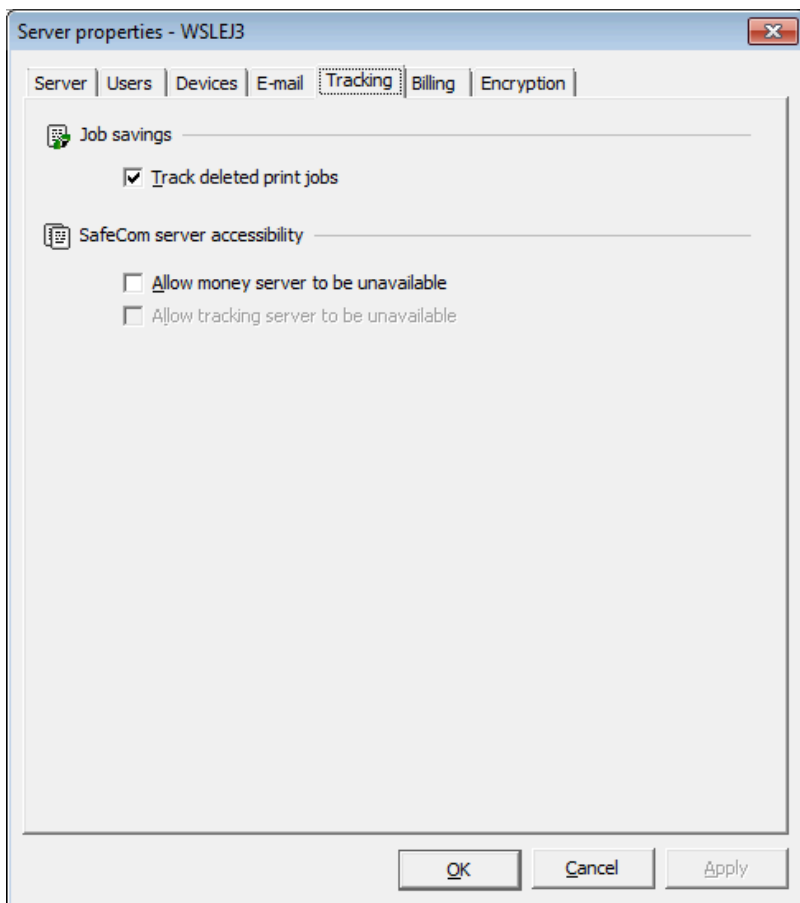 Server properties - WSLEJ3
Server Users Devices E-mail Tracking Billing Encryption
Job savings
Track deleted print jobs
SafeCom server accessibility
Allow money server to be unavailable
Allow tracking server to be unavailable
OK Cancel Apply